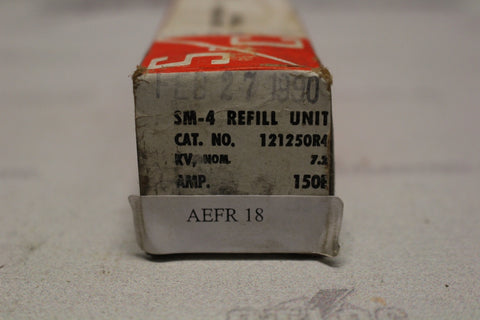 FEB 27 1990
SM-4 REFILL UNIT
CAT. NO. 121250R4
KV, NOM. 7.2
AMP. 150E
AEFR 18